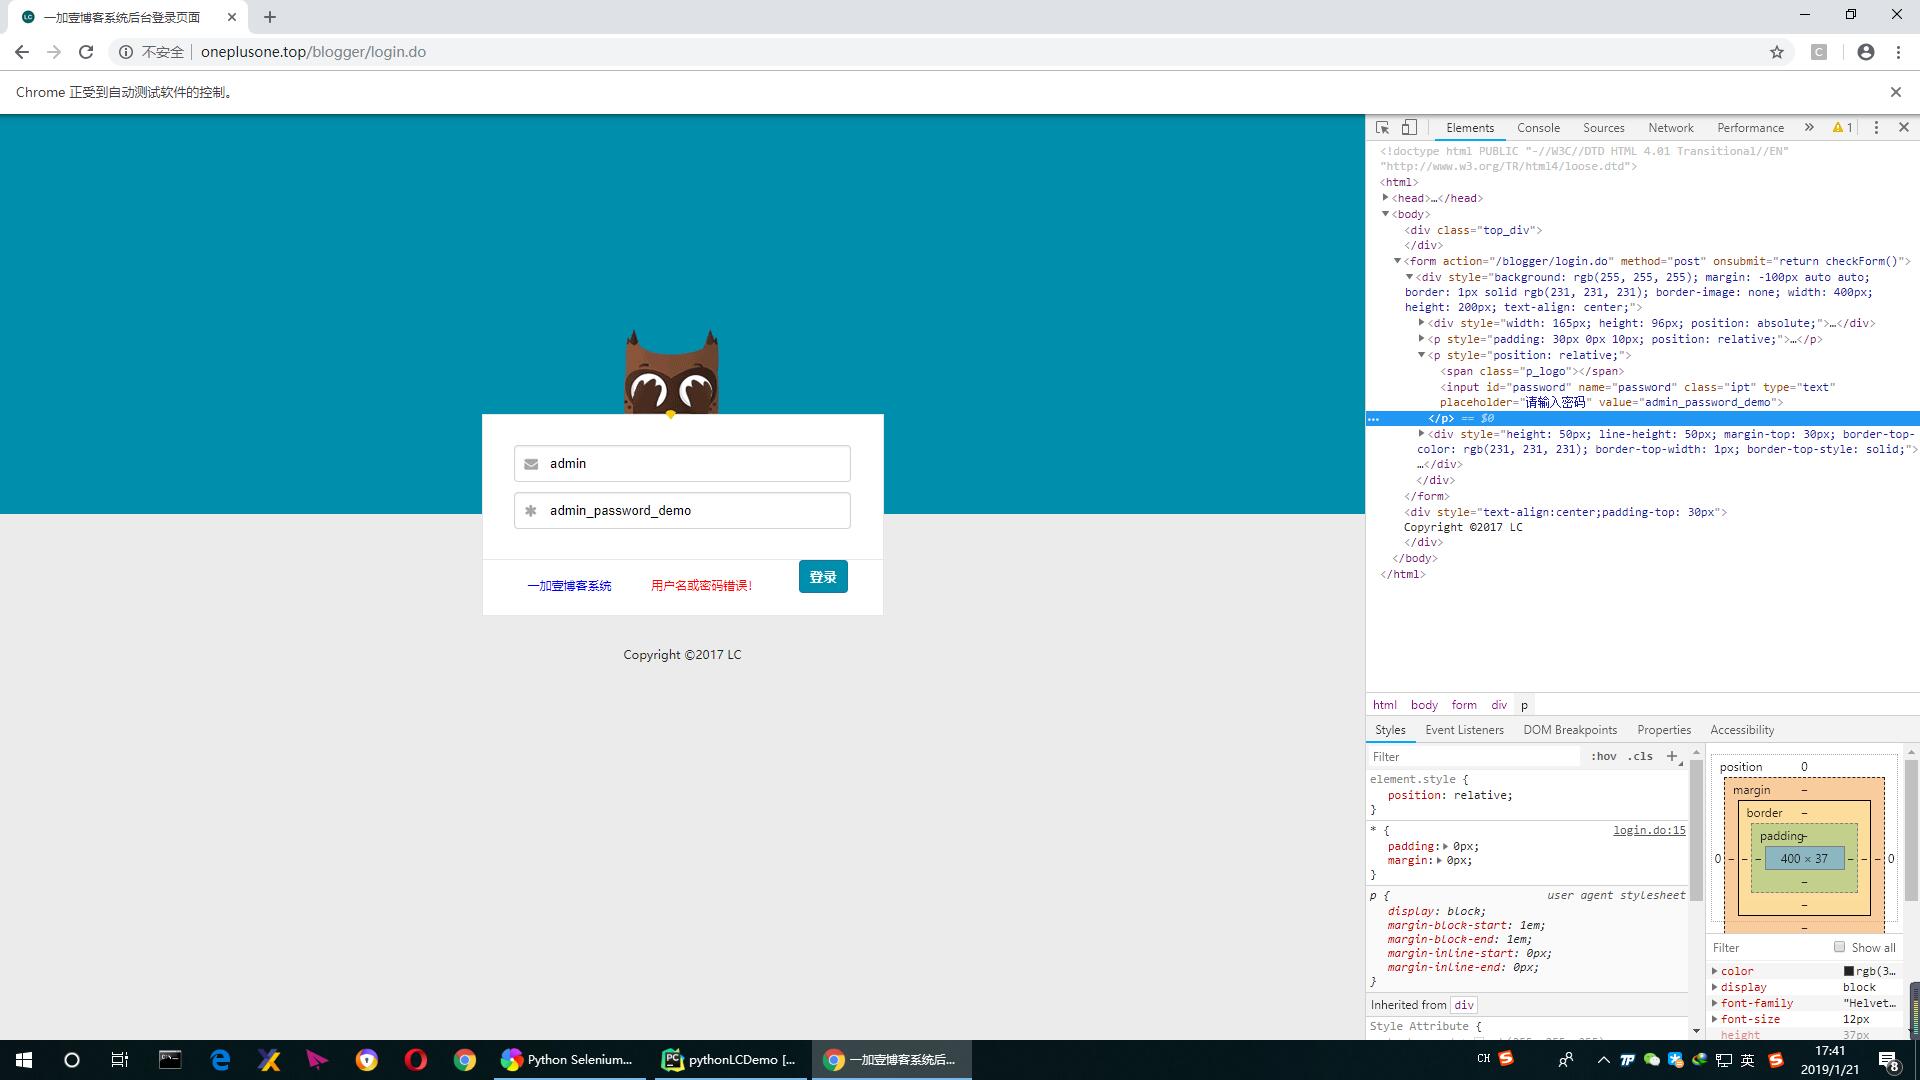 一加壹博客系统后台登录页面
不安全 oneplusone.top/blogger/login.do
Chrome 正受到自动测试软件的控制。
admin
admin_password_demo
一加壹博客系统 用户名或密码错误! 登录
Copyright ©2017 LC
Elements Console Sources Network Performance » 1
<!doctype html PUBLIC "-//W3C//DTD HTML 4.01 Transitional//EN"
"http://www.w3.org/TR/html4/loose.dtd">
<html>
<head>…</head>
<body>
<div class="top_div">
</div>
<form action="/blogger/login.do" method="post" onsubmit="return checkForm()">
<div style="background: rgb(255, 255, 255); margin: -100px auto auto;
border: 1px solid rgb(231, 231, 231); border-image: none; width: 400px;
height: 200px; text-align: center;">
<div style="width: 165px; height: 96px; position: absolute;">…</div>
<p style="padding: 30px 0px 10px; position: relative;">…</p>
<p style="position: relative;">
<span class="p_logo"></span>
<input id="password" name="password" class="ipt" type="text"
placeholder="请输入密码" value="admin_password_demo">
</p> == $0
<div style="height: 50px; line-height: 50px; margin-top: 30px; border-top-
color: rgb(231, 231, 231); border-top-width: 1px; border-top-style: solid;">
…</div>
</div>
</form>
<div style="text-align:center;padding-top: 30px">
Copyright ©2017 LC
</div>
</body>
</html>
html body form div p
Styles Event Listeners DOM Breakpoints Properties Accessibility
Filter :hov .cls +
element.style {
position: relative;
}
* { login.do:15
padding: 0px;
margin: 0px;
}
p { user agent stylesheet
display: block;
margin-block-start: 1em;
margin-block-end: 1em;
margin-inline-start: 0px;
margin-inline-end: 0px;
}
Inherited from div
Style Attribute {
position 0
margin –
border –
padding –
0 – – – 400 × 37 – – – 0
–
–
–
Filter Show all
color rgb(3…
display block
font-family "Helvet…
font-size 12px
height 37px
Python Selenium... pythonLCDemo [... 一加壹博客系统后...
CH 英 17:41
2019/1/21 8